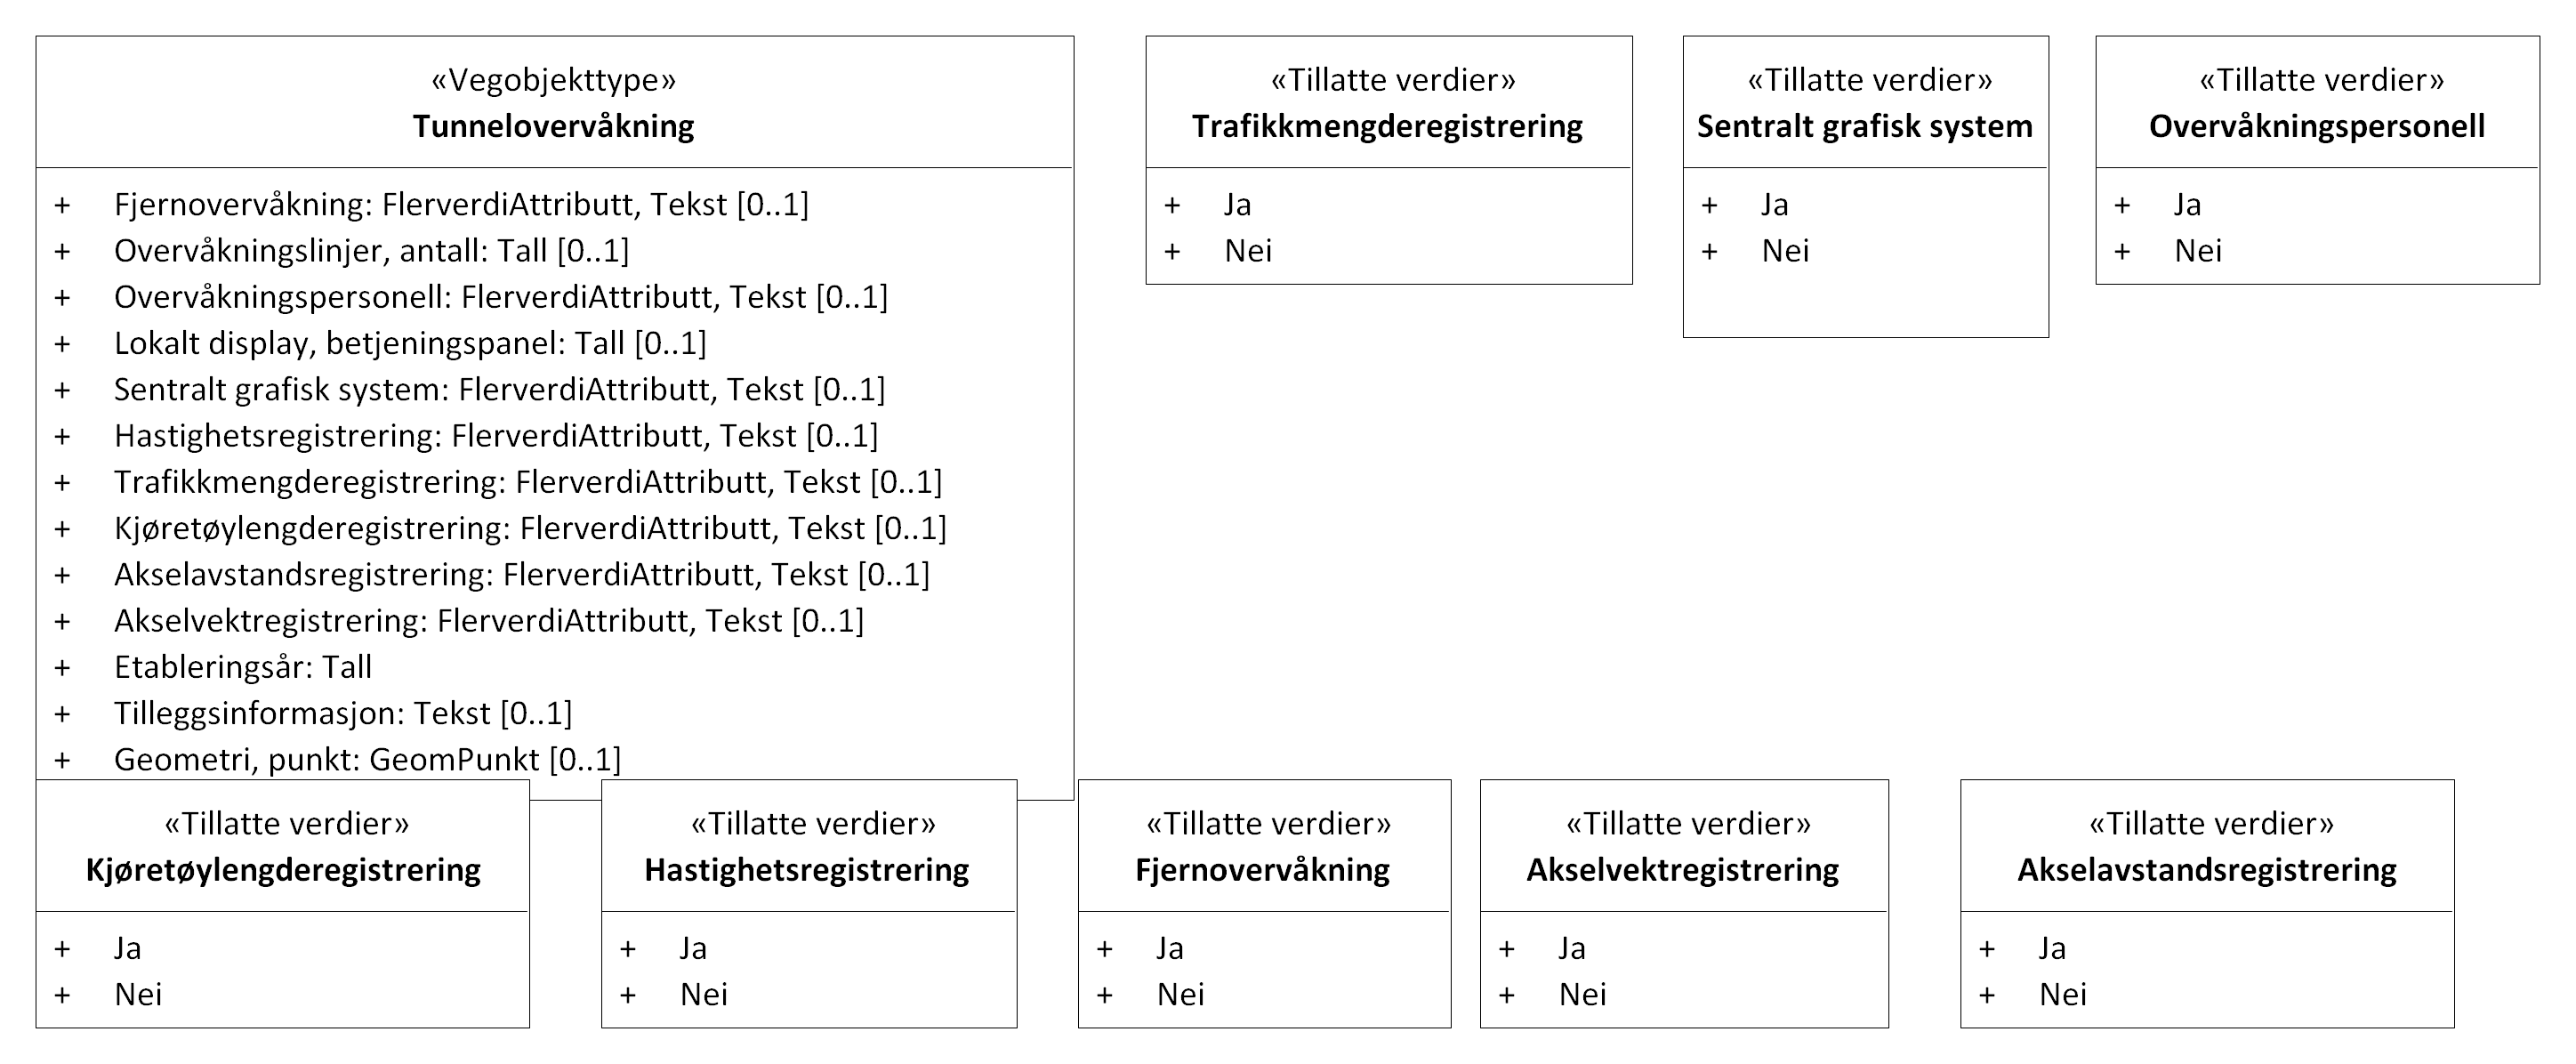 «Vegobjekttype»
Tunnelovervåkning
+ Fjernovervåkning: FlerverdiAttributt, Tekst [0..1]
+ Overvåkningslinjer, antall: Tall [0..1]
+ Overvåkningspersonell: FlerverdiAttributt, Tekst [0..1]
+ Lokalt display, betjeningspanel: Tall [0..1]
+ Sentralt grafisk system: FlerverdiAttributt, Tekst [0..1]
+ Hastighetsregistrering: FlerverdiAttributt, Tekst [0..1]
+ Trafikkmengderegistrering: FlerverdiAttributt, Tekst [0..1]
+ Kjøretøylengderegistrering: FlerverdiAttributt, Tekst [0..1]
+ Akselavstandsregistrering: FlerverdiAttributt, Tekst [0..1]
+ Akselvektregistrering: FlerverdiAttributt, Tekst [0..1]
+ Etableringsår: Tall
+ Tilleggsinformasjon: Tekst [0..1]
+ Geometri, punkt: GeomPunkt [0..1]
«Tillatte verdier»
Trafikkmengderegistrering
+ Ja
+ Nei
«Tillatte verdier»
Sentralt grafisk system
+ Ja
+ Nei
«Tillatte verdier»
Overvåkningspersonell
+ Ja
+ Nei
«Tillatte verdier»
Kjøretøylengderegistrering
+ Ja
+ Nei
«Tillatte verdier»
Hastighetsregistrering
+ Ja
+ Nei
«Tillatte verdier»
Fjernovervåkning
+ Ja
+ Nei
«Tillatte verdier»
Akselvektregistrering
+ Ja
+ Nei
«Tillatte verdier»
Akselavstandsregistrering
+ Ja
+ Nei